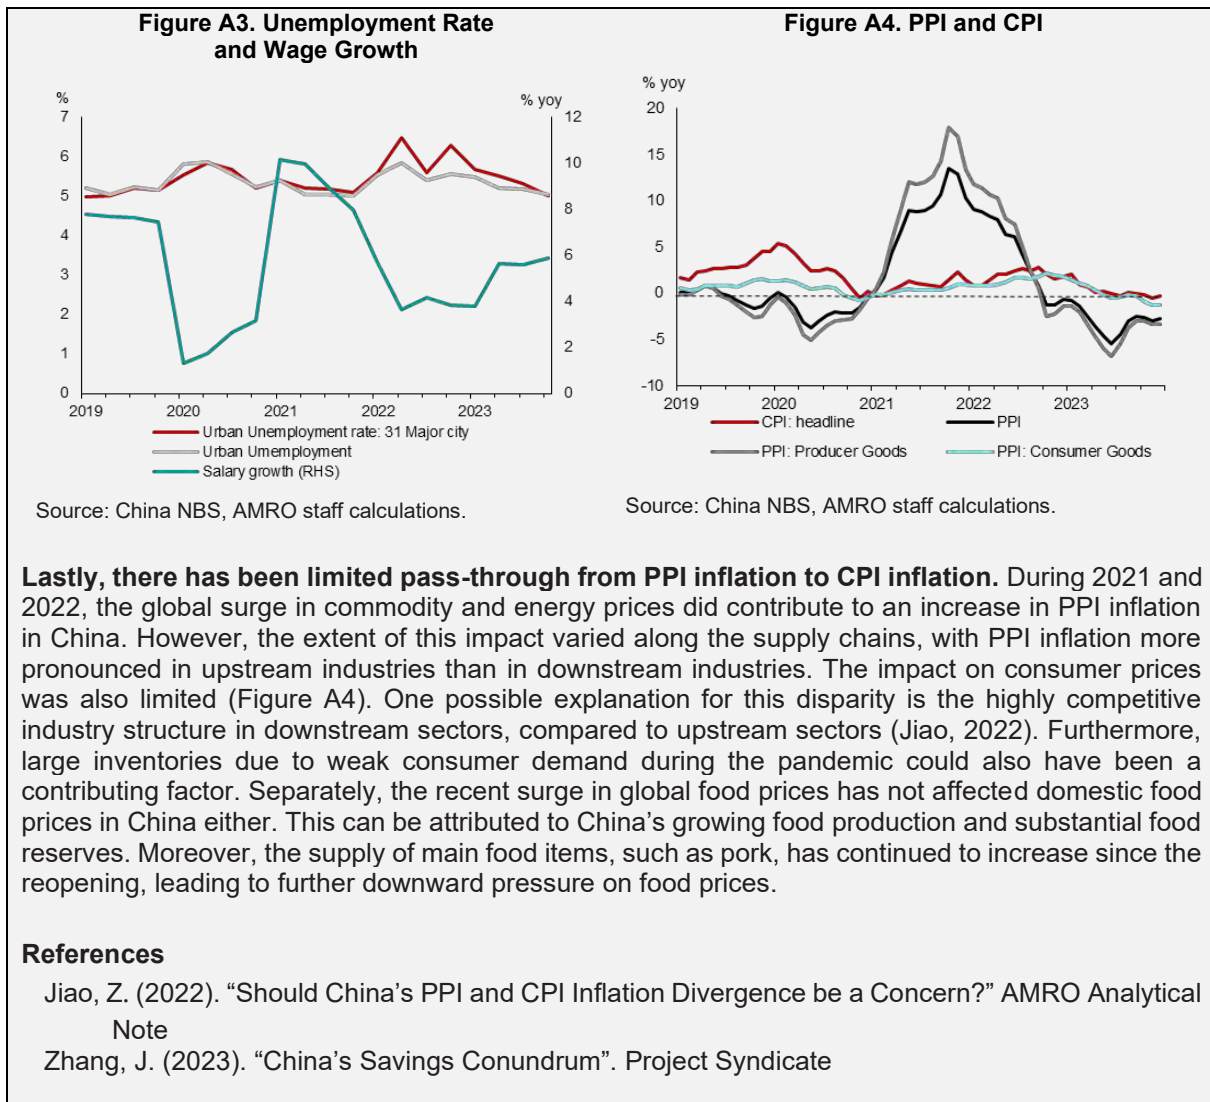 Figure A3. Unemployment Rate
and Wage Growth
%
% yoy
7
6
5
4
3
2
1
0
12
10
8
6
4
2
0
2019 2020 2021 2022 2023
Urban Unemployment rate: 31 Major city
Urban Umemployment
Salary growth (RHS)
Source: China NBS, AMRO staff calculations.
Figure A4. PPI and CPI
% yoy
20
15
10
5
0
-5
-10
2019 2020 2021 2022 2023
CPI: headline PPI
PPI: Producer Goods PPI: Consumer Goods
Source: China NBS, AMRO staff calculations.
Lastly, there has been limited pass-through from PPI inflation to CPI inflation. During 2021 and
2022, the global surge in commodity and energy prices did contribute to an increase in PPI inflation
in China. However, the extent of this impact varied along the supply chains, with PPI inflation more
pronounced in upstream industries than in downstream industries. The impact on consumer prices
was also limited (Figure A4). One possible explanation for this disparity is the highly competitive
industry structure in downstream sectors, compared to upstream sectors (Jiao, 2022). Furthermore,
large inventories due to weak consumer demand during the pandemic could also have been a
contributing factor. Separately, the recent surge in global food prices has not affected domestic food
prices in China either. This can be attributed to China’s growing food production and substantial food
reserves. Moreover, the supply of main food items, such as pork, has continued to increase since the
reopening, leading to further downward pressure on food prices.
References
Jiao, Z. (2022). “Should China’s PPI and CPI Inflation Divergence be a Concern?” AMRO Analytical
Note
Zhang, J. (2023). “China’s Savings Conundrum”. Project Syndicate